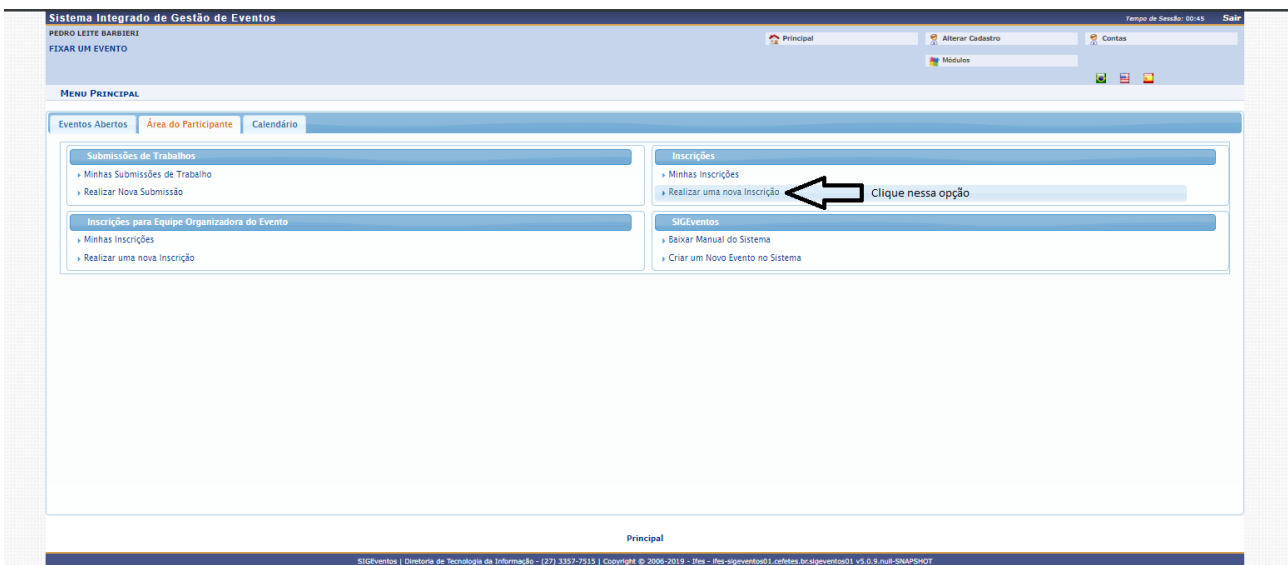 Sistema Integrado de Gestão de Eventos
Tempo de Sessão: 00:45 Sair
PEDRO LEITE BARBIERI
FIXAR UM EVENTO
Principal
Alterar Cadastro
Contas
Módulos
MENU PRINCIPAL
Eventos Abertos Área do Participante Calendário
Submissões de Trabalhos
Minhas Submissões de Trabalho
Realizar Nova Submissão
Inscrições
Minhas Inscrições
Realizar uma nova Inscrição Clique nessa opção
Inscrições para Equipe Organizadora do Evento
Minhas Inscrições
Realizar uma nova Inscrição
SIGEventos
Baixar Manual do Sistema
Criar um Novo Evento no Sistema
Principal
SIGEventos | Diretoria de Tecnologia da Informação - (27) 3357-7515 | Copyright © 2006-2019 - Ifes - ifes-sigeventos01.cefetes.br.sigeventos01 v5.0.9.null-SNAPSHOT